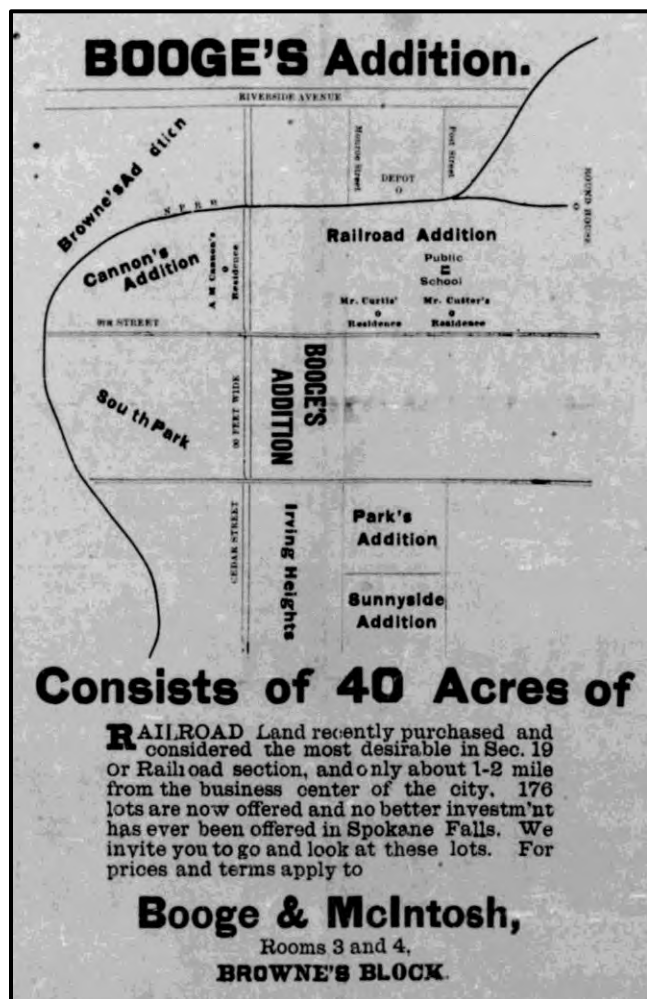 BOOGE'S Addition.
RIVERSIDE AVENUE
Browne's Ad dition
Monroe Street
Post Street
DEPOT
N. P. R R
ROUND HOUSE
Cannon's
Addition
A M Cannon's
Residence
Railroad Addition
Public
School
Mr. Curtis'
Residence
Mr. Cutter's
Residence
9TH STREET
South Park
90 FEET WIDE
BOOGE'S
ADDITION
CEDAR STREET
Irving Heights
Park's
Addition
Sunnyside
Addition
Consists of 40 Acres of
RAILROAD Land recently purchased and
considered the most desirable in Sec. 19
or Railroad section, and only about 1-2 mile
from the business center of the city. 176
lots are now offered and no better investm'nt
has ever been offered in Spokane Falls. We
invite you to go and look at these lots. For
prices and terms apply to
Booge & McIntosh,
Rooms 3 and 4,
BROWNE'S BLOCK.